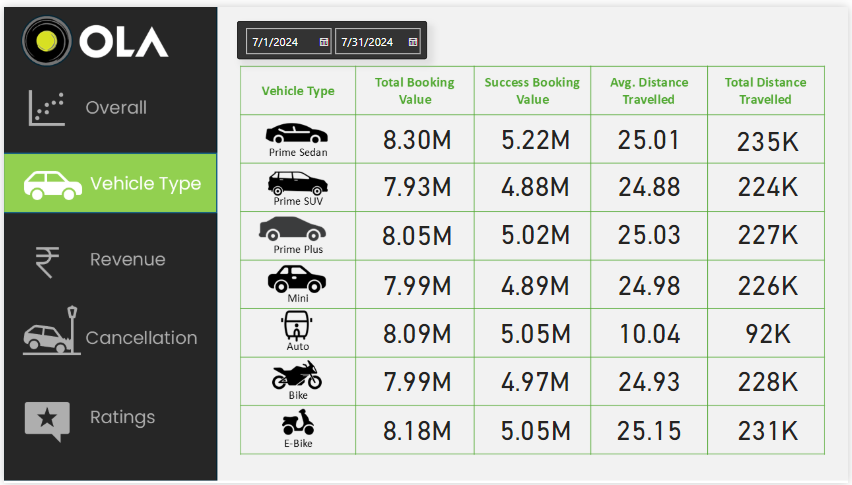 OLA
Overall
Vehicle Type
Revenue
Cancellation
Ratings
7/1/2024 7/31/2024
Vehicle Type Total Booking Value Success Booking Value Avg. Distance Travelled Total Distance Travelled
Prime Sedan 8.30M 5.22M 25.01 235K
Prime SUV 7.93M 4.88M 24.88 224K
Prime Plus 8.05M 5.02M 25.03 227K
Mini 7.99M 4.89M 24.98 226K
Auto 8.09M 5.05M 10.04 92K
Bike 7.99M 4.97M 24.93 228K
E-Bike 8.18M 5.05M 25.15 231K